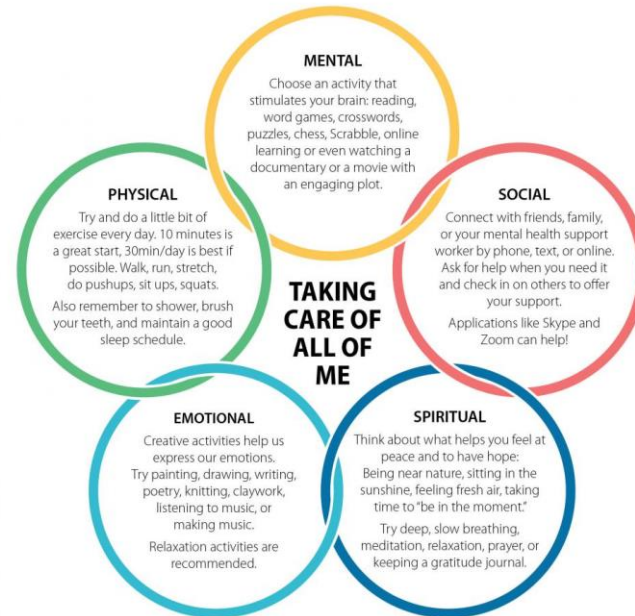 MENTAL
Choose an activity that
stimulates your brain: reading,
word games, crosswords,
puzzles, chess, Scrabble, online
learning or even watching a
documentary or a movie with
an engaging plot.
PHYSICAL
Try and do a little bit of
exercise every day. 10 minutes is
a great start, 30min/day is best if
possible. Walk, run, stretch,
do pushups, sit ups, squats.
Also remember to shower, brush
your teeth, and maintain a good
sleep schedule.
SOCIAL
Connect with friends, family,
or your mental health support
worker by phone, text, or online.
Ask for help when you need it
and check in on others to offer
your support.
Applications like Skype and
Zoom can help!
TAKING
CARE OF
ALL OF
ME
EMOTIONAL
Creative activities help us
express our emotions.
Try painting, drawing, writing,
poetry, knitting, claywork,
listening to music, or
making music.
Relaxation activities are
recommended.
SPIRITUAL
Think about what helps you feel at
peace and to have hope:
Being near nature, sitting in the
sunshine, feeling fresh air, taking
time to “be in the moment.”
Try deep, slow breathing,
meditation, relaxation, prayer, or
keeping a gratitude journal.